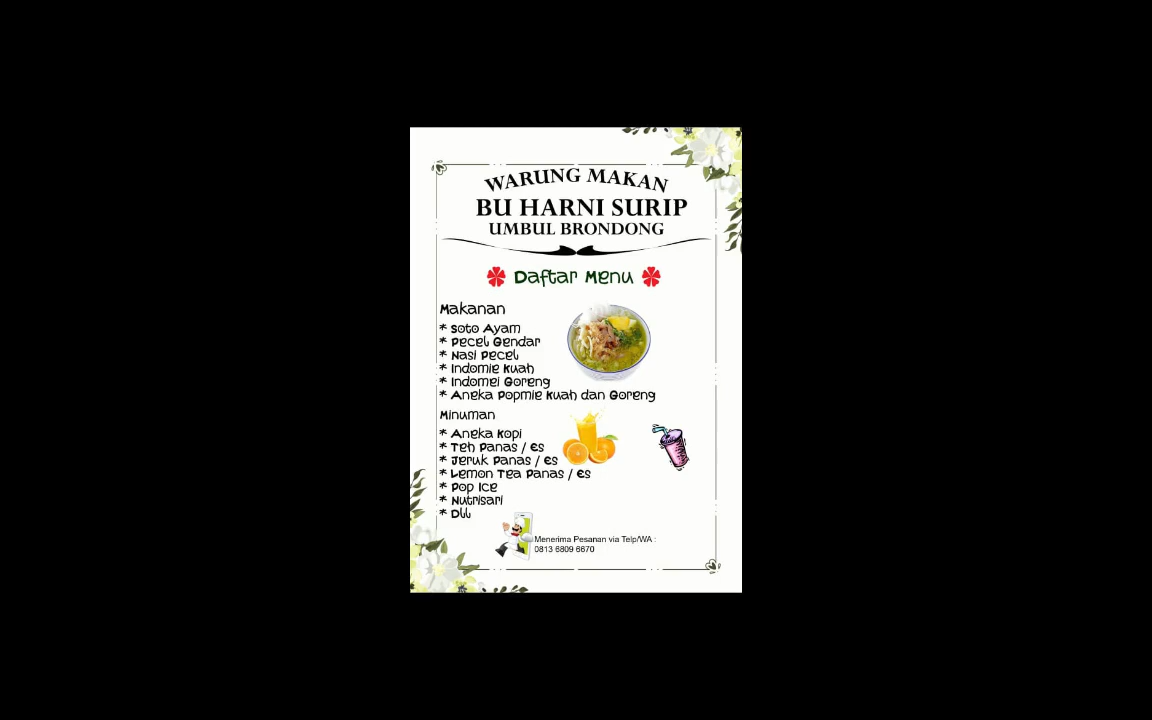 WARUNG MAKAN
BU HARNI SURIP
UMBUL BRONDONG
Daftar Menu
Makanan
* Soto Ayam
* Pecel Gendar
* Nasi Pecel
* Indomie Kuah
* Indomei Goreng
* Aneka Popmie Kuah dan Goreng
Minuman
* Aneka Kopi
* Teh Panas / Es
* Jeruk Panas / Es
* Lemon Tea Panas / Es
* Pop Ice
* Nutrisari
* Dll
Menerima Pesanan via Telp/WA :
0813 6809 6670